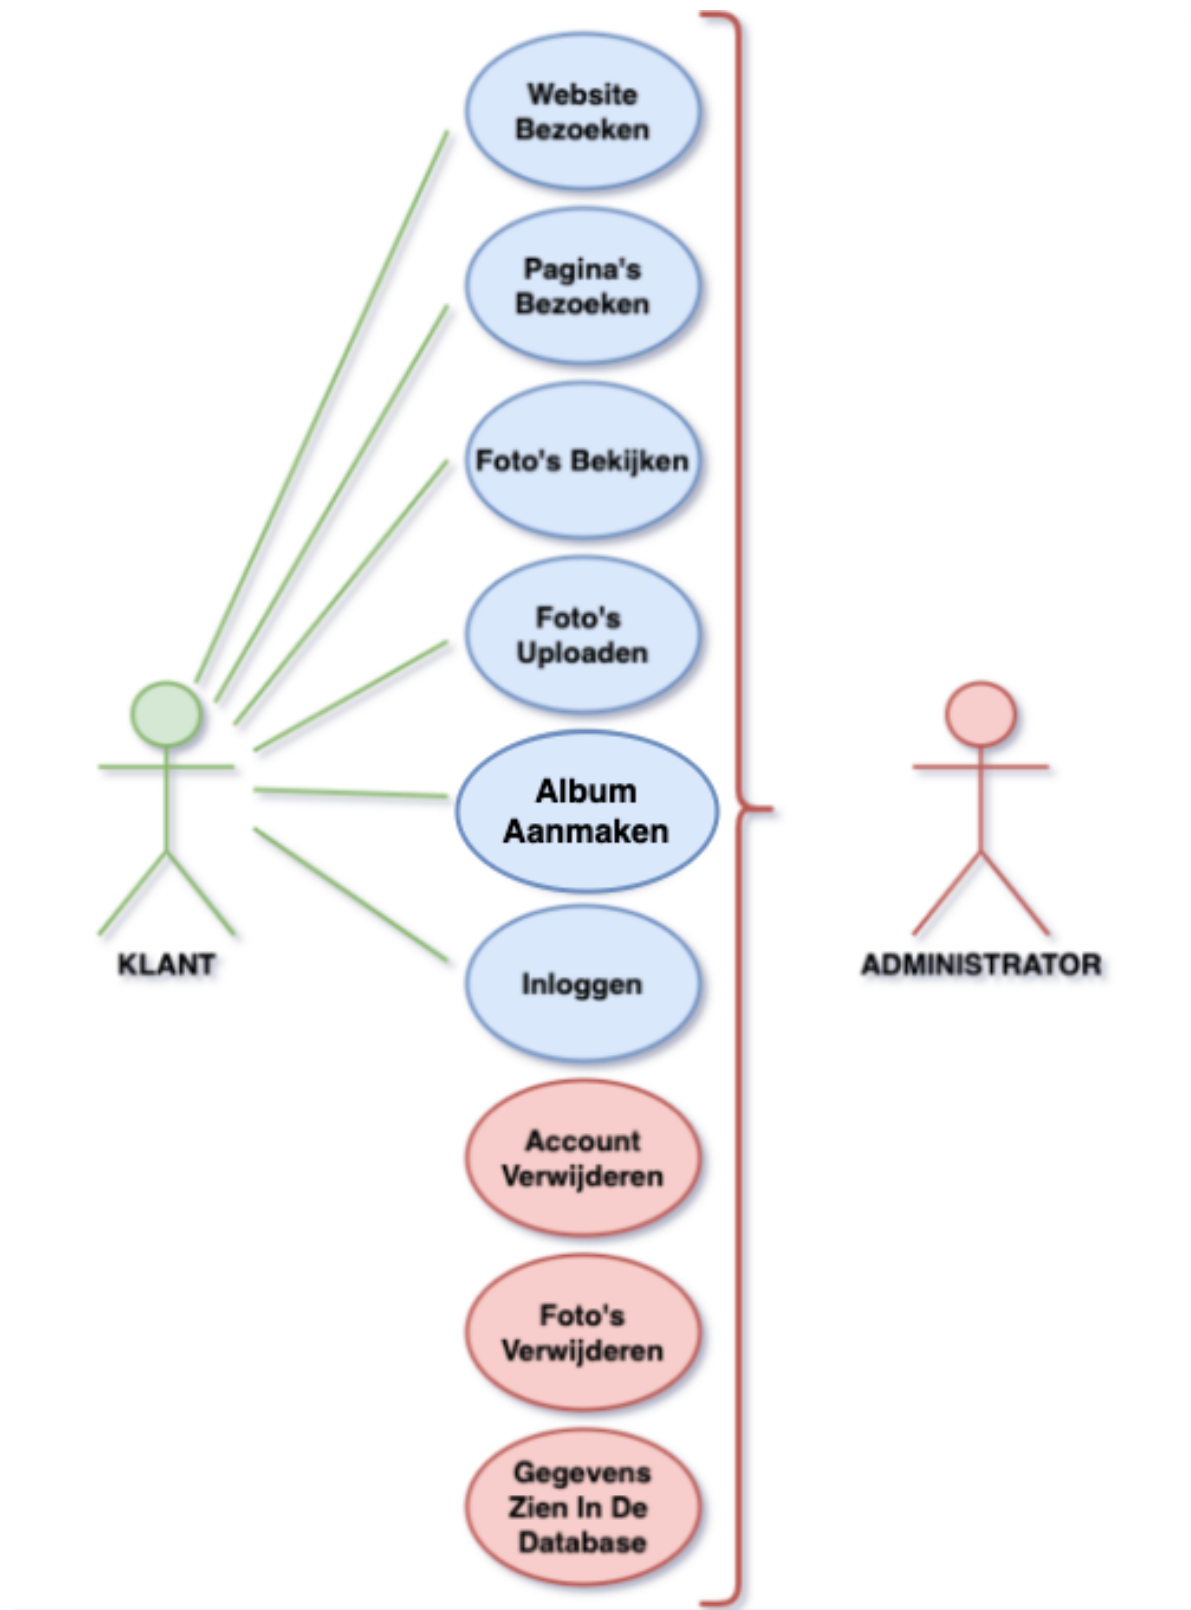 Website
Bezoeken
Pagina's
Bezoeken
Foto's Bekijken
Foto's
Uploaden
Album
Aanmaken
KLANT
ADMINISTRATOR
Inloggen
Account
Verwijderen
Foto's
Verwijderen
Gegevens
Zien In De
Database